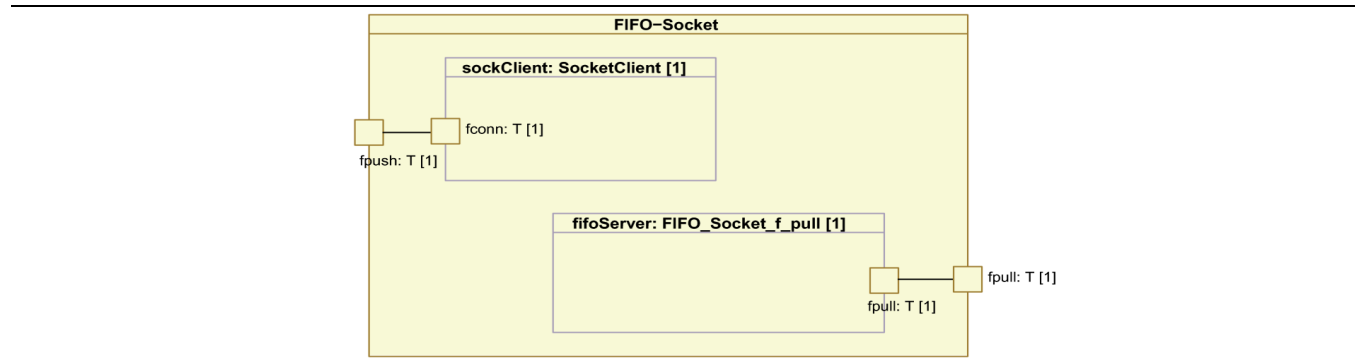 FIFO−Socket
sockClient: SocketClient [1]
fconn: T [1]
fpush: T [1]
fifoServer: FIFO_Socket_f_pull [1]
fpull: T [1]
fpull: T [1]